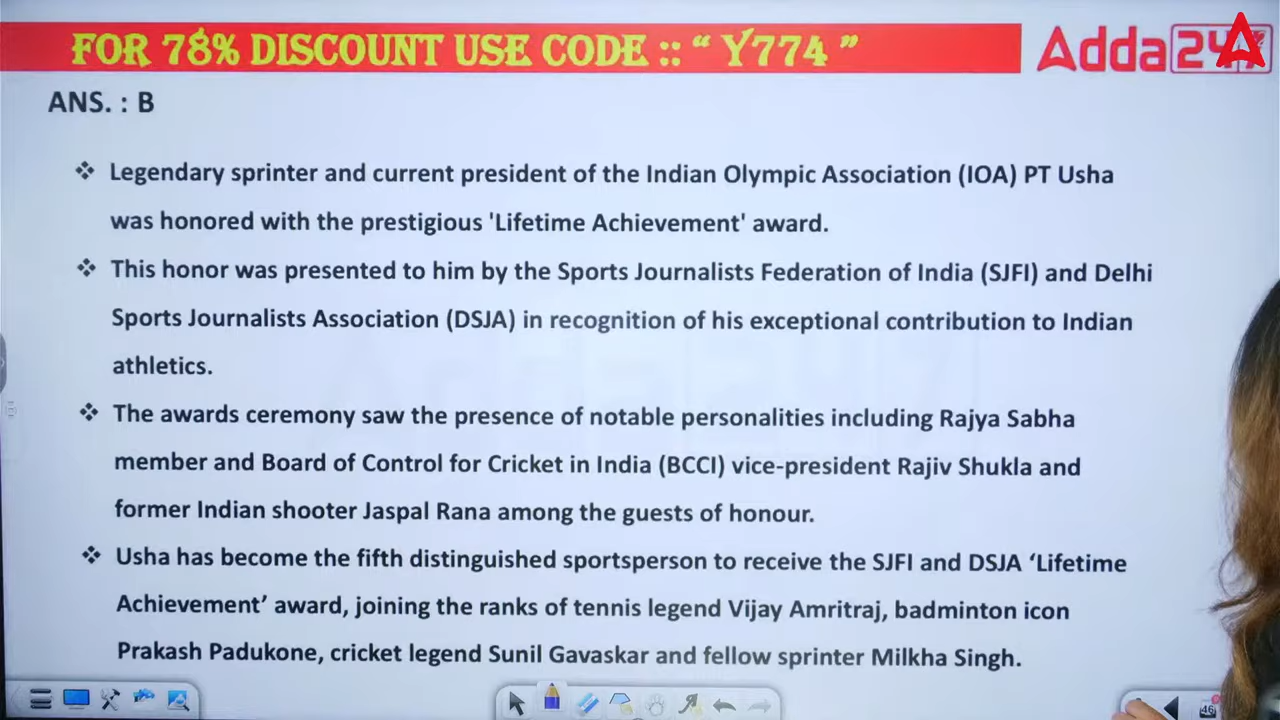 FOR 78% DISCOUNT USE CODE :: “ Y774 ”
Adda247
ANS. : B
❖ Legendary sprinter and current president of the Indian Olympic Association (IOA) PT Usha
was honored with the prestigious 'Lifetime Achievement' award.
❖ This honor was presented to him by the Sports Journalists Federation of India (SJFI) and Delhi
Sports Journalists Association (DSJA) in recognition of his exceptional contribution to Indian
athletics.
❖ The awards ceremony saw the presence of notable personalities including Rajya Sabha
member and Board of Control for Cricket in India (BCCI) vice-president Rajiv Shukla and
former Indian shooter Jaspal Rana among the guests of honour.
❖ Usha has become the fifth distinguished sportsperson to receive the SJFI and DSJA ‘Lifetime
Achievement’ award, joining the ranks of tennis legend Vijay Amritraj, badminton icon
Prakash Padukone, cricket legend Sunil Gavaskar and fellow sprinter Milkha Singh.
46